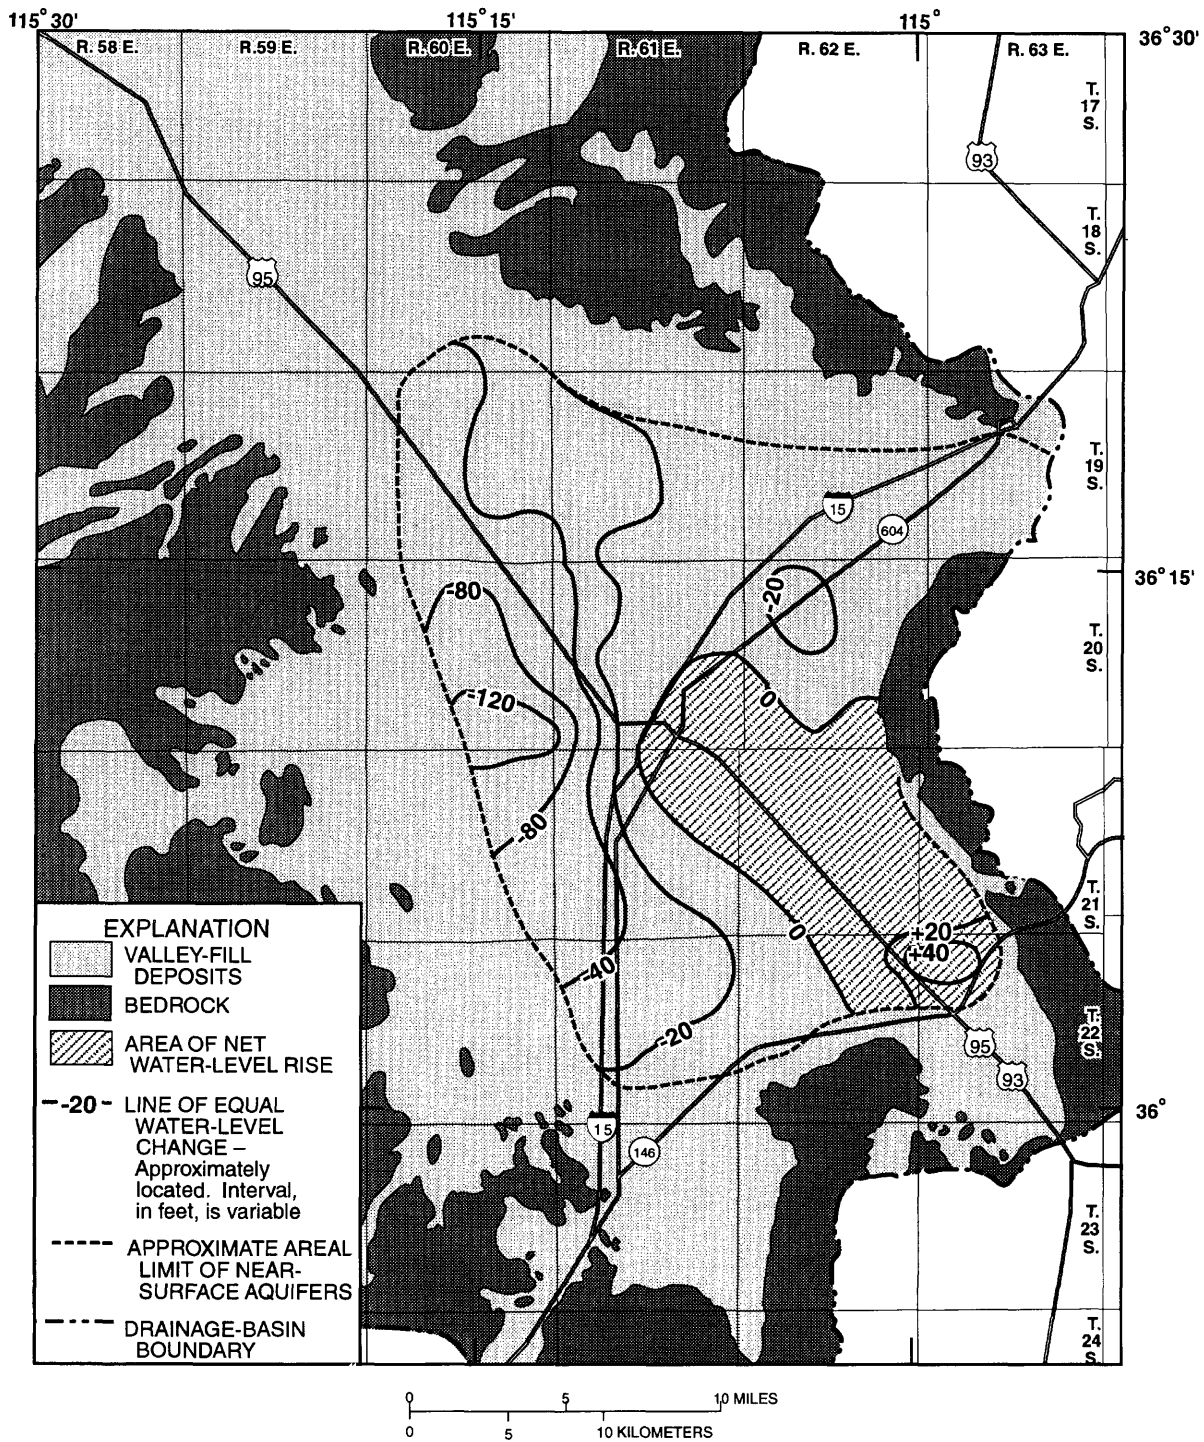 115° 30'
115° 15'
115°
R. 58 E.
R.59 E.
R.60 E.
R.61 E.
R. 62 E.
R. 63 E.
36° 30'
T.
17
S.
93
T.
18
S.
95
T.
19
S.
15
604
36° 15'
-80
-20
T.
20
S.
-120
0
-80
T.
21
S.
0
+20
+40
-40
-20
T.
22
S.
95
93
36°
15
146
T.
23
S.
T.
24
S.
EXPLANATION
VALLEY-FILL
DEPOSITS
BEDROCK
AREA OF NET
WATER-LEVEL RISE
-20 LINE OF EQUAL
WATER-LEVEL
CHANGE –
Approximately
located. Interval,
in feet, is variable
APPROXIMATE AREAL
LIMIT OF NEAR-
SURFACE AQUIFERS
DRAINAGE-BASIN
BOUNDARY
0 5 10 MILES
0 5 10 KILOMETERS